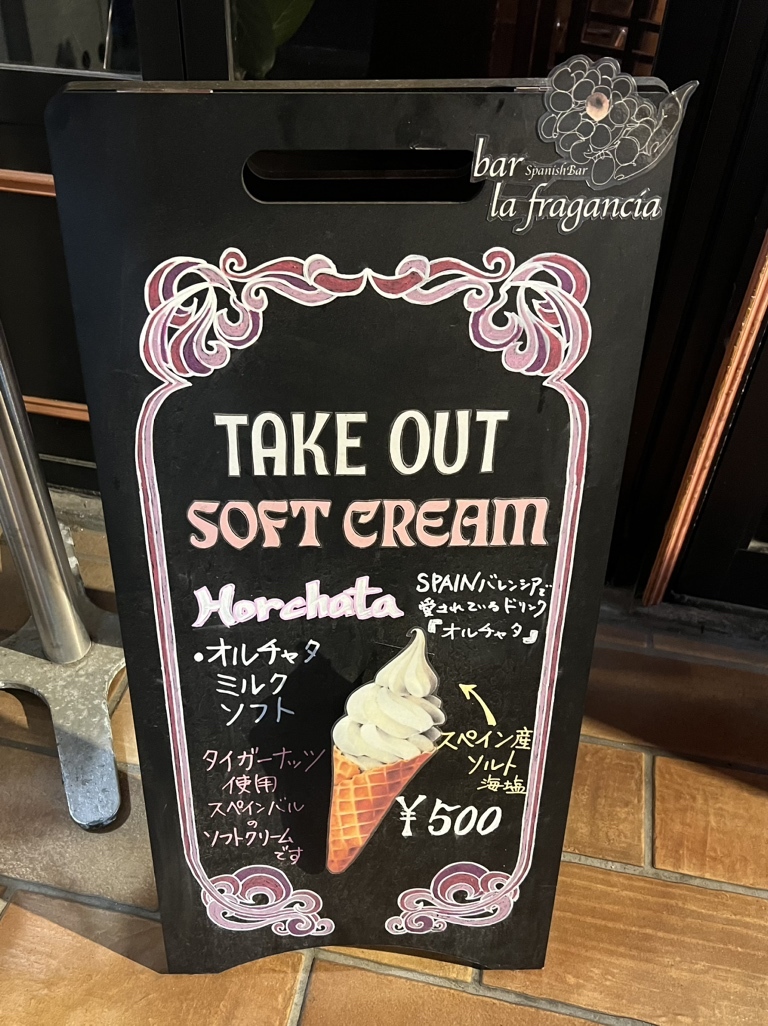 bar
SpanishBar
la fragancia
TAKE OUT
SOFT CREAM
Horchata
SPAINバレンシアで
愛されているドリンク
『オルチャタ』
•オルチャタ
ミルク
ソフト
スペイン産
ソルト
海塩
タイガーナッツ
使用
スペインバル
の
ソフトクリーム
です
¥500